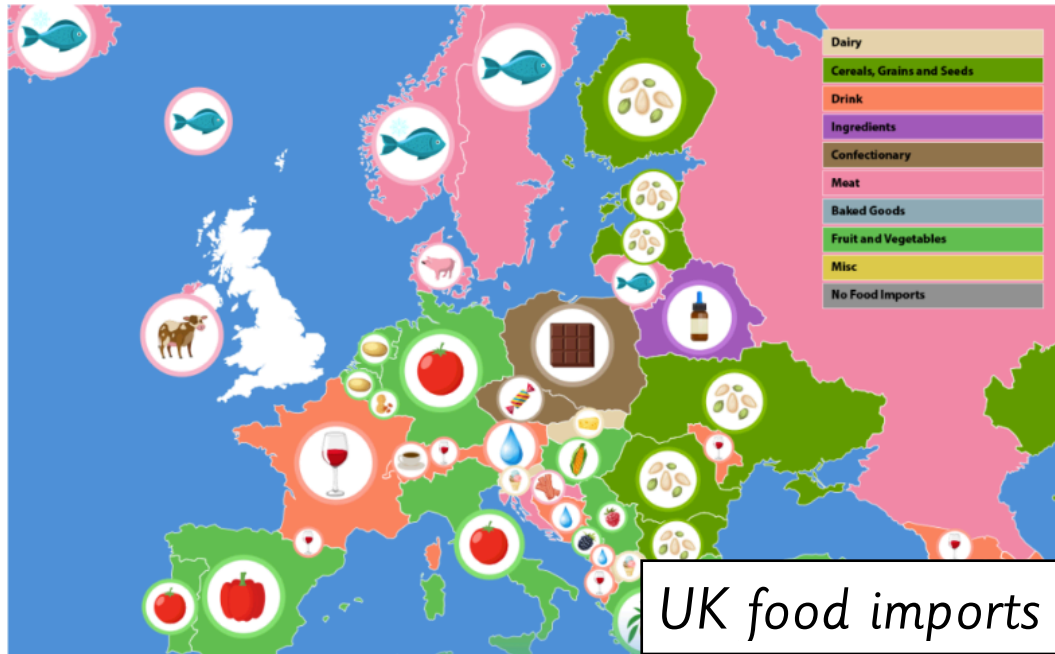 Dairy
Cereals, Grains and Seeds
Drink
Ingredients
Confectionary
Meat
Baked Goods
Fruit and Vegetables
Misc
No Food Imports
UK food imports